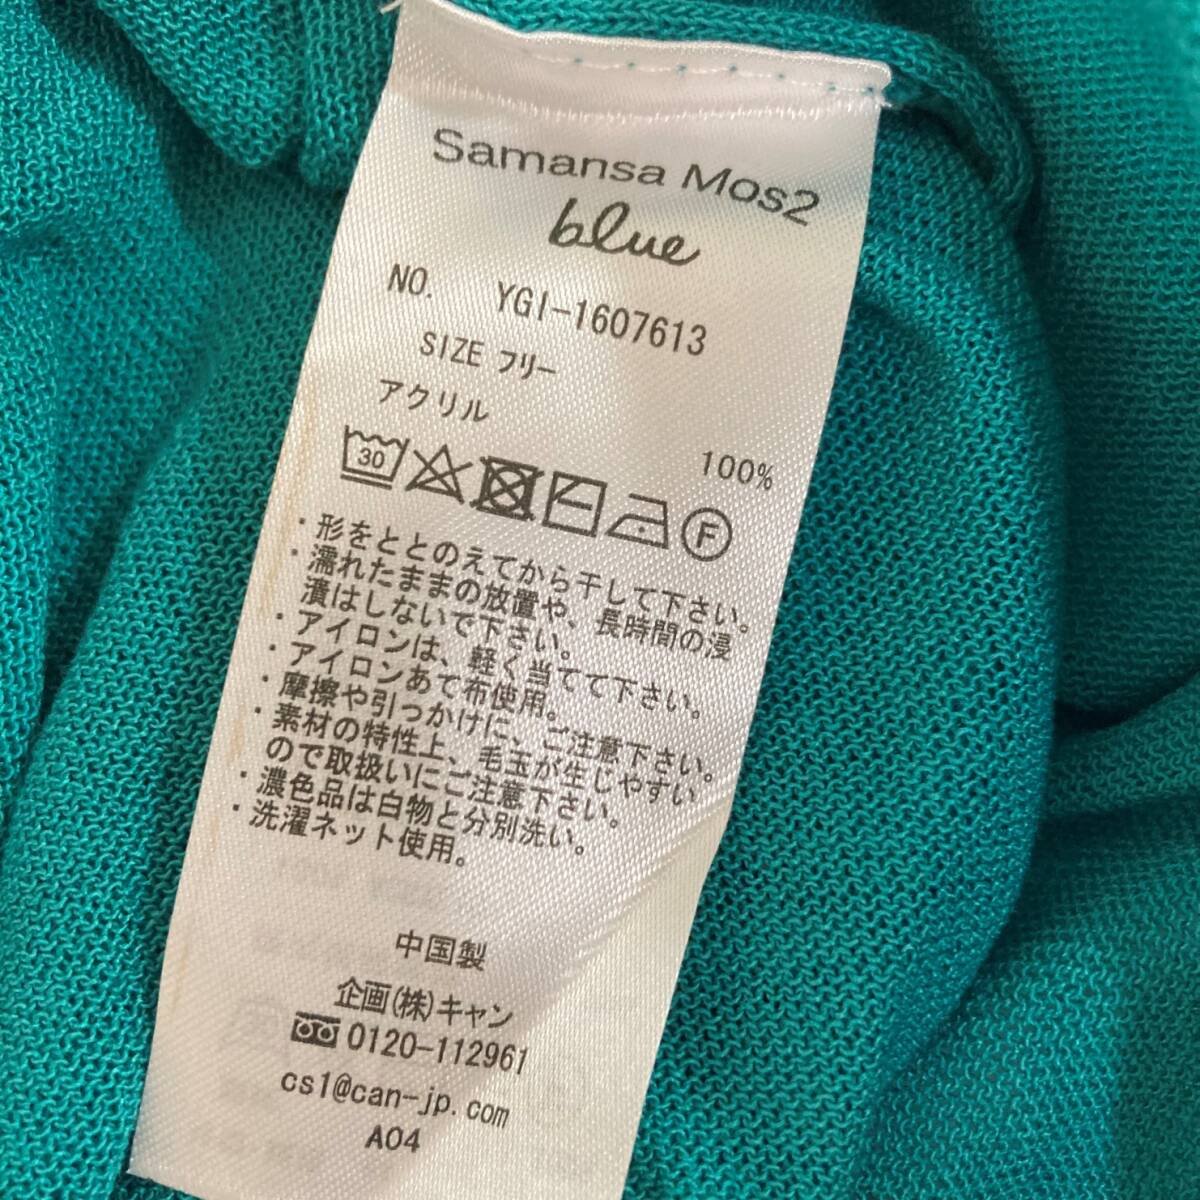 Samansa Mos2
blue
NO. YGI-1607613
SIZE フリー
アクリル
100%
30 F
・形をととのえてから干して下さい。
・濡れたままの放置や、長時間の浸
漬はしないで下さい。
・アイロンは、軽く当てて下さい。
・アイロンあて布使用。
・摩擦や引っかけに、ご注意下さい。
・素材の特性上、毛玉が生じやすい
ので取扱いにご注意下さい。
・濃色品は白物と分別洗い。
・洗濯ネット使用。
中国製
企画(株)キャン
0120-112961
cs1@can-jp.com
A04